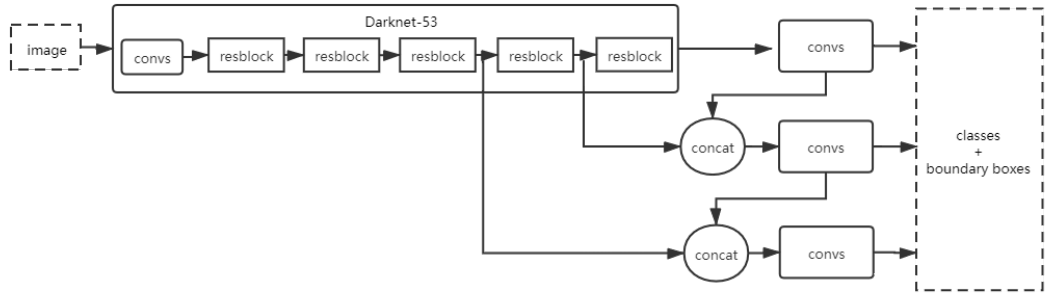 Darknet-53
image
convs
resblock
resblock
resblock
resblock
resblock
convs
concat
convs
classes
+
boundary boxes
concat
convs